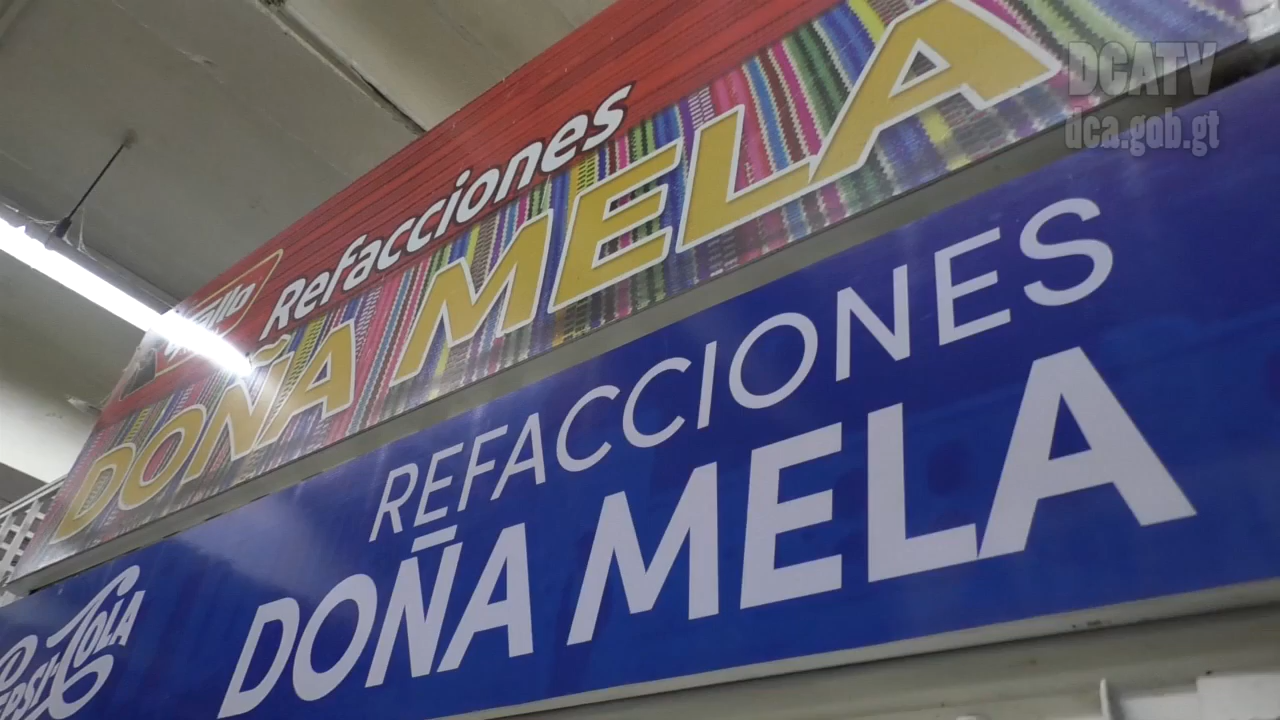 DCATV
dca.gob.gt
Refacciones
DOÑA MELA
REFACCIONES
DOÑA MELA
PEPSI-COLA